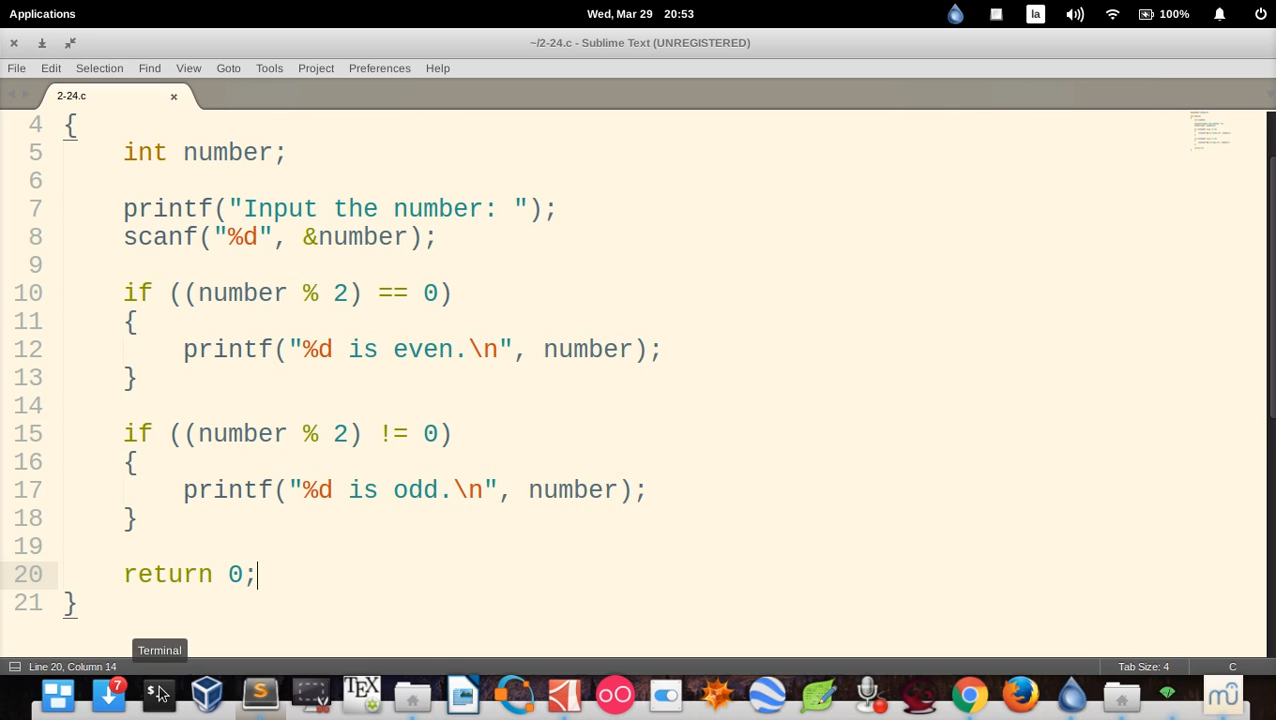 Applications
Wed, Mar 29 20:53
la
100%
~/2-24.c - Sublime Text (UNREGISTERED)
File Edit Selection Find View Goto Tools Project Preferences Help
2-24.c
4 {
5 int number;
6
7 printf("Input the number: ");
8 scanf("%d", &number);
9
10 if ((number % 2) == 0)
11 {
12 printf("%d is even.\n", number);
13 }
14
15 if ((number % 2) != 0)
16 {
17 printf("%d is odd.\n", number);
18 }
19
20 return 0;
21 }
Terminal
Line 20, Column 14
Tab Size: 4
C
7
$
S
TEX
mu